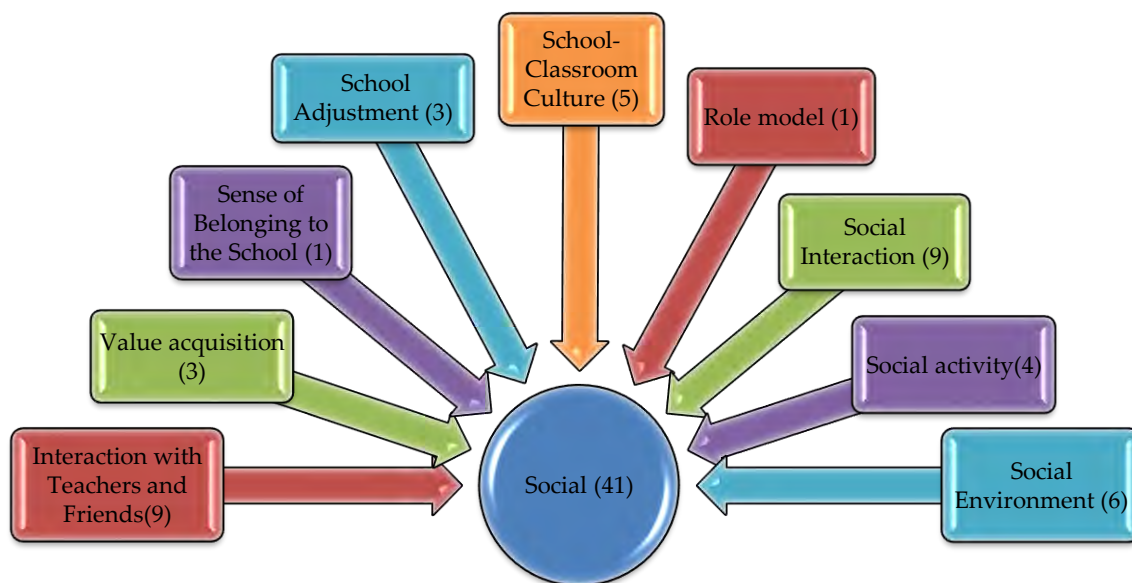 School-
Classroom
Culture (5)
School
Adjustment (3)
Role model (1)
Sense of
Belonging to
the School (1)
Social
Interaction (9)
Value acquisition
(3)
Social activity(4)
Interaction with
Teachers and
Friends(9)
Social (41)
Social
Environment (6)